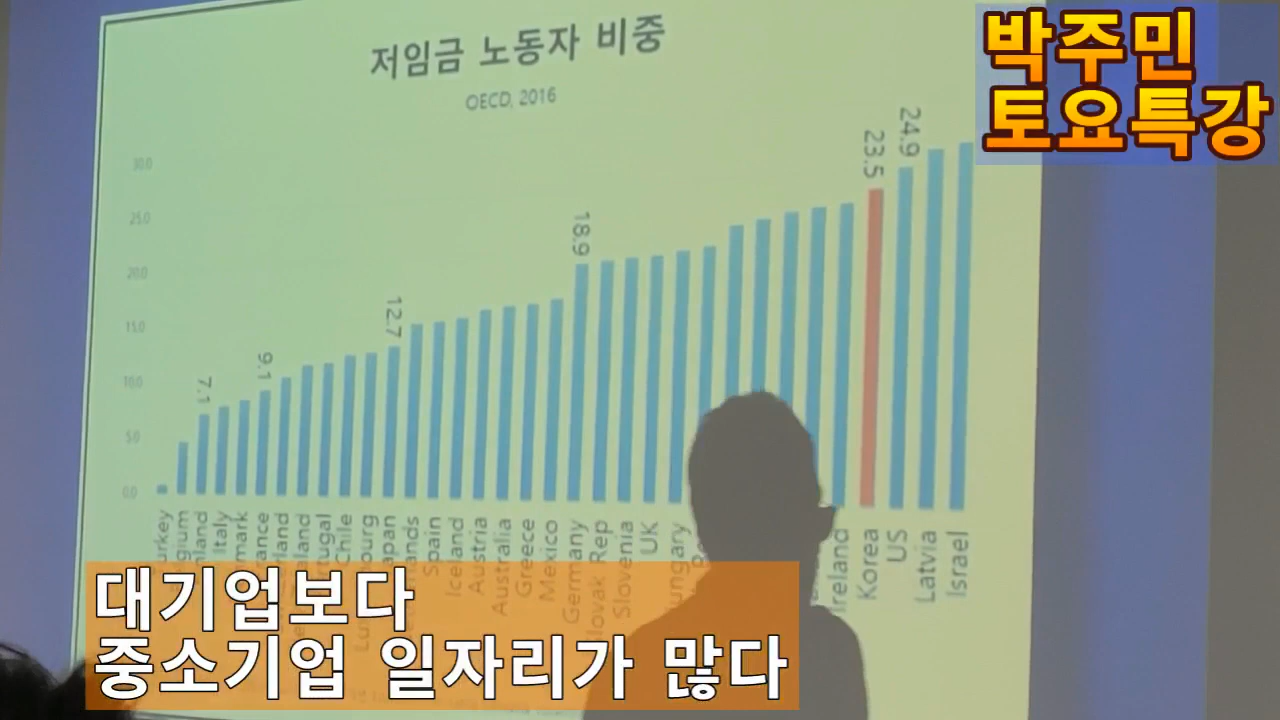 저임금 노동자 비중
OECD, 2016
박주민
토요특강
30.0
25.0
20.0
15.0
10.0
5.0
0.0
7.1
9.1
12.7
18.9
23.5
24.9
Italy
Chile
Spain
Iceland
Austria
Australia
Greece
Mexico
Germany
Slovak Rep
Slovenia
UK
Ireland
Korea
US
Latvia
Israel
대기업보다
중소기업 일자리가 많다